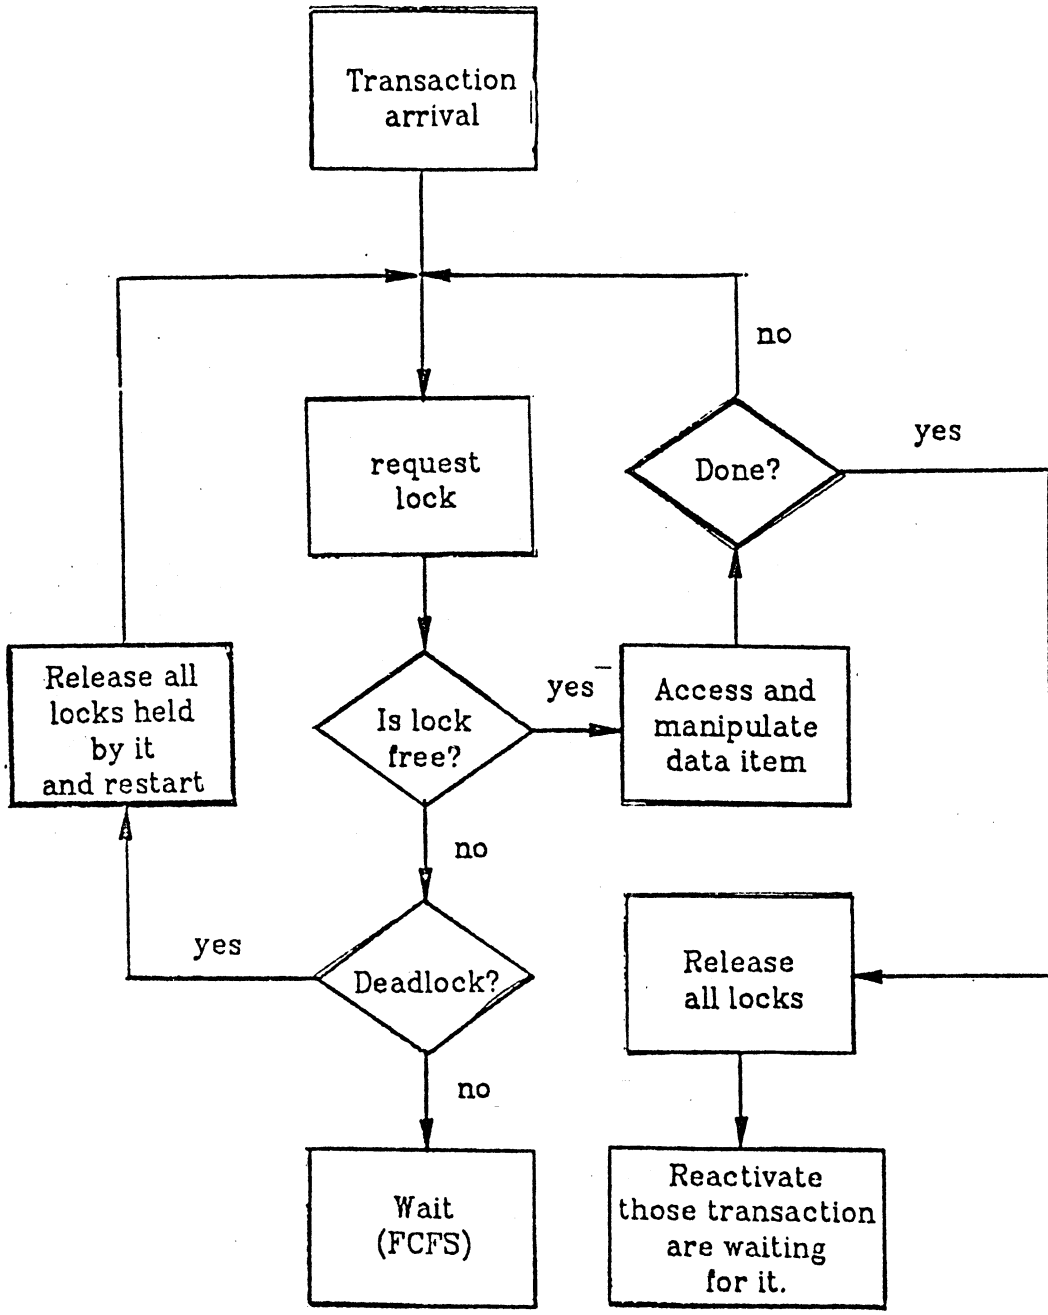 Transaction
arrival
no
yes
Done?
request
lock
Release all
locks held
by it
and restart
Is lock
free?
yes
Access and
manipulate
data item
no
yes
Deadlock?
Release
all locks
no
Wait
(FCFS)
Reactivate
those transaction
are waiting
for it.